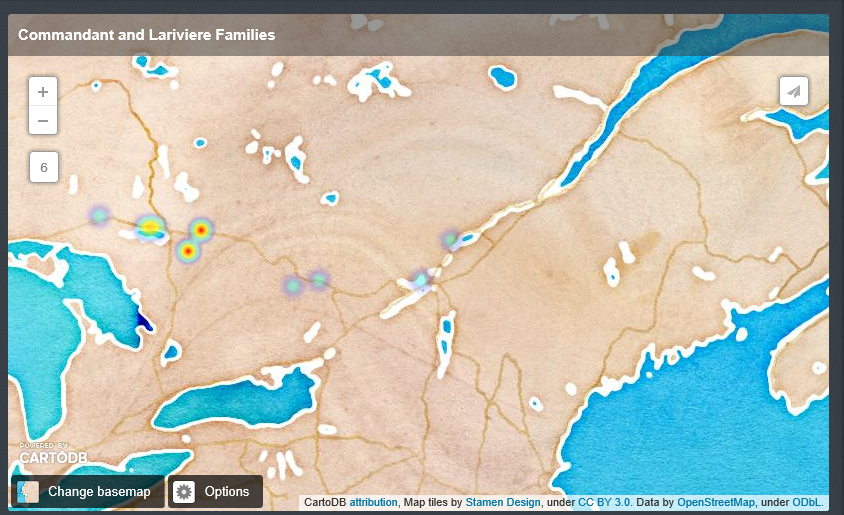 Commandant and Lariviere Families
+
−
6
POWERED BY
CARTODB
Change basemap
Options
CartoDB attribution, Map tiles by Stamen Design, under CC BY 3.0. Data by OpenStreetMap, under ODbL.